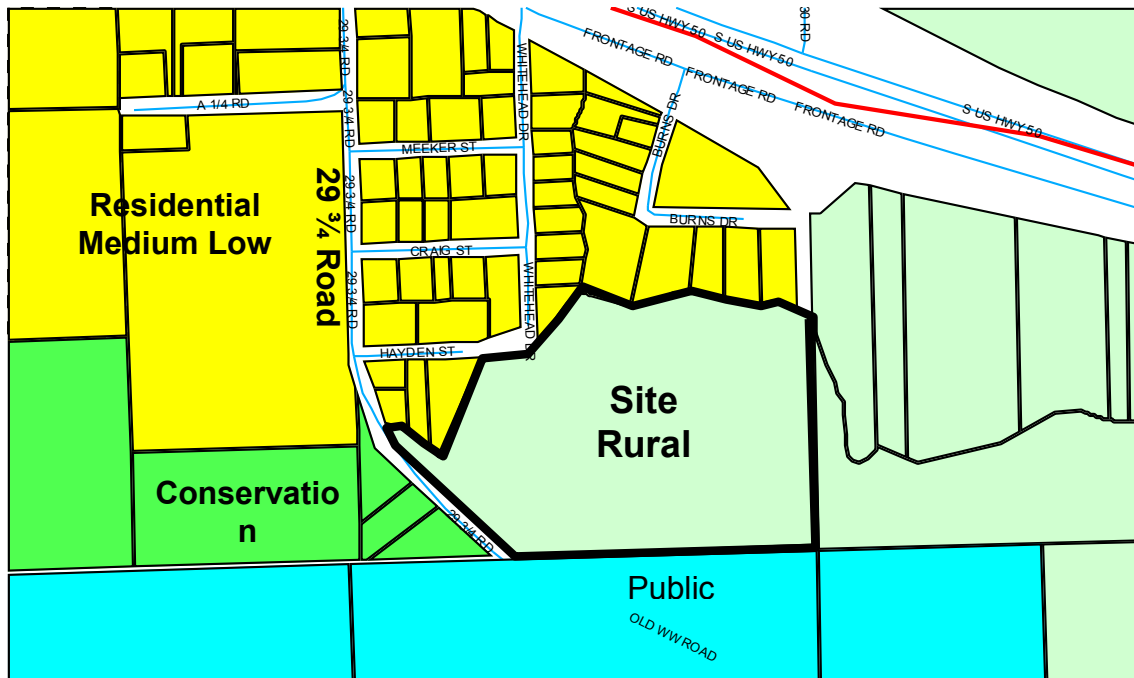 29 3/4 RD
WHITEHEAD DR
S US HWY 50
S US HWY 50
30 RD
FRONTAGE RD
FRONTAGE RD
FRONTAGE RD
S US HWY 50
A 1/4 RD
29 3/4 RD
MEEKER ST
BURNS DR
29 3/4 RD
29 ¾ Road
Residential
Medium Low
BURNS DR
CRAIG ST
29 3/4 RD
WHITEHEAD DR
HAYDEN ST
Site
Rural
Conservatio
n
29 3/4 RD
Public
OLD WW ROAD